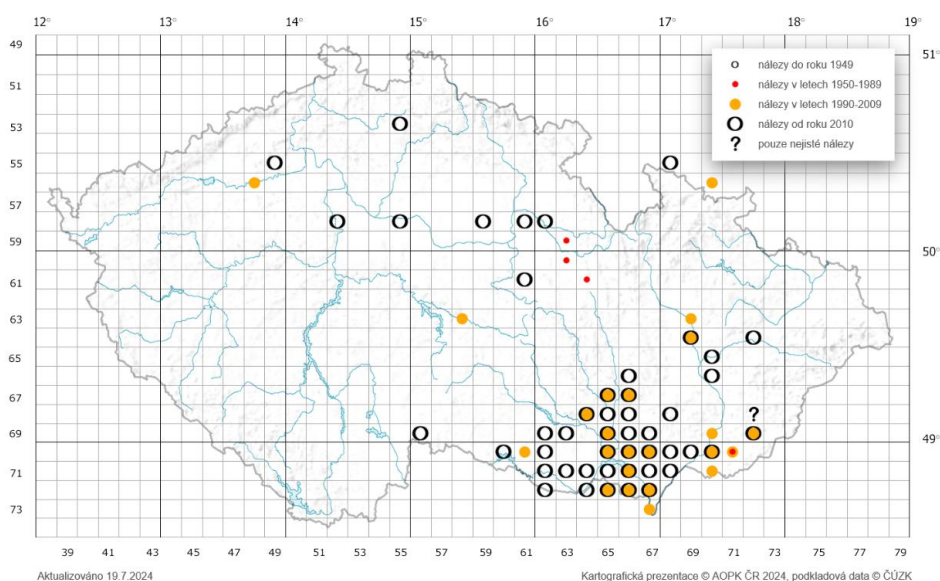 12° 13° 14° 15° 16° 17° 18° 19°
49 51°
nálezy do roku 1949
51
nálezy v letech 1950-1989
nálezy v letech 1990-2009
53
nálezy od roku 2010
? pouze nejisté nálezy
55
57
59 50°
61
63
65
67 ?
69 49°
71
73
39 41 43 45 47 49 51 53 55 57 59 61 63 65 67 69 71 73 75 77 79
Aktualizováno 19.7.2024 Kartografická prezentace © AOPK ČR 2024, podkladová data © ČÚZK